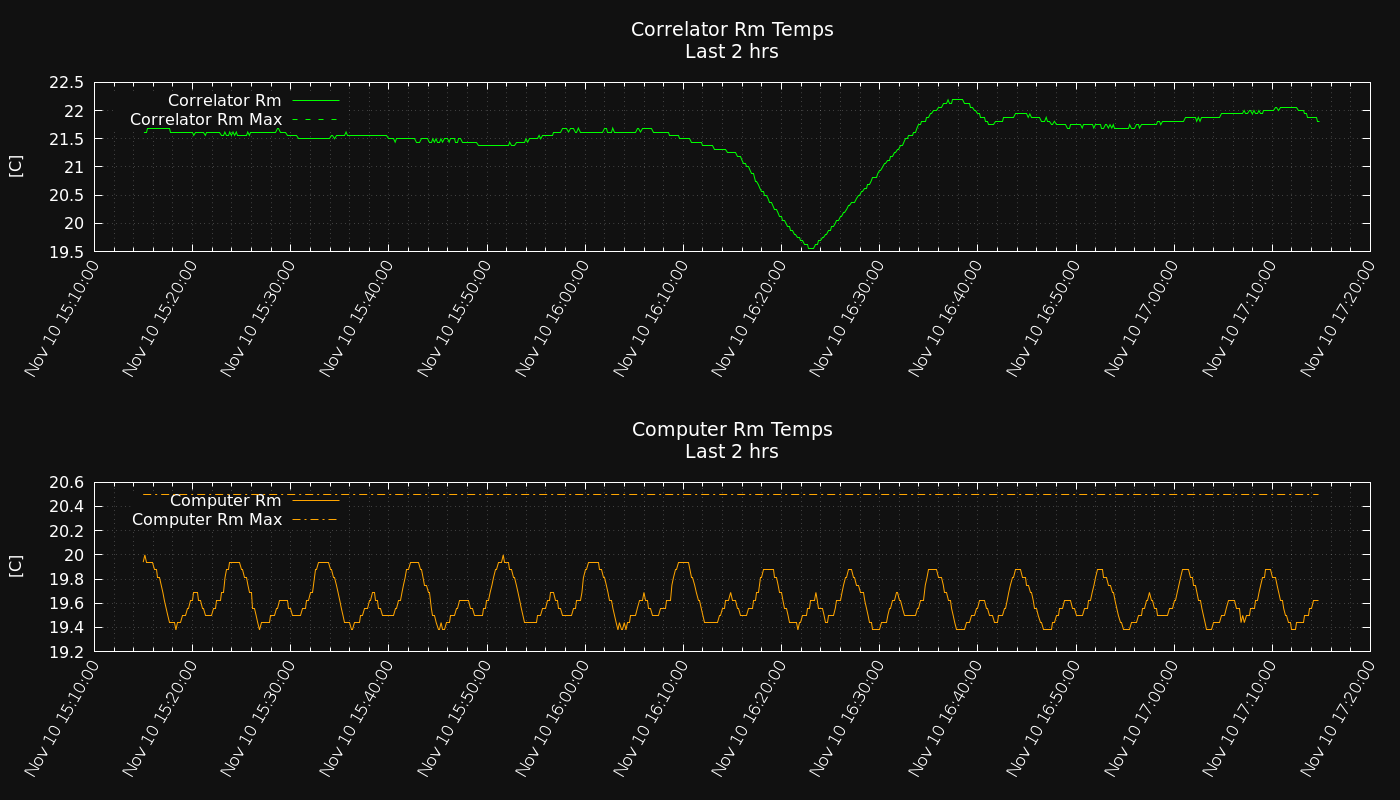 Correlator Rm Temps
Last 2 hrs
22.5
22
21.5
21
20.5
20
19.5
[C]
Correlator Rm
Correlator Rm Max
Nov 10 15:10:00
Nov 10 15:20:00
Nov 10 15:30:00
Nov 10 15:40:00
Nov 10 15:50:00
Nov 10 16:00:00
Nov 10 16:10:00
Nov 10 16:20:00
Nov 10 16:30:00
Nov 10 16:40:00
Nov 10 16:50:00
Nov 10 17:00:00
Nov 10 17:10:00
Nov 10 17:20:00
Computer Rm Temps
Last 2 hrs
20.6
20.4
20.2
20
19.8
19.6
19.4
19.2
[C]
Computer Rm
Computer Rm Max
Nov 10 15:10:00
Nov 10 15:20:00
Nov 10 15:30:00
Nov 10 15:40:00
Nov 10 15:50:00
Nov 10 16:00:00
Nov 10 16:10:00
Nov 10 16:20:00
Nov 10 16:30:00
Nov 10 16:40:00
Nov 10 16:50:00
Nov 10 17:00:00
Nov 10 17:10:00
Nov 10 17:20:00